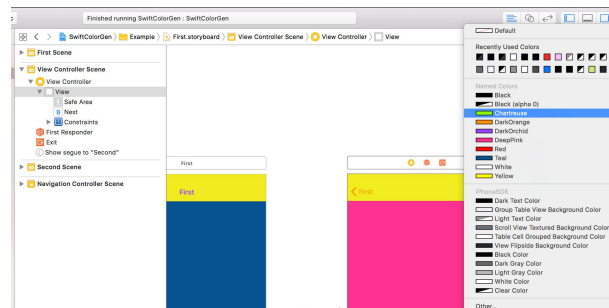 Finished running SwiftColorGen : SwiftColorGen
SwiftColorGen
Example
First.storyboard
View Controller Scene
View Controller
View
First Scene
View Controller Scene
View Controller
View
Safe Area
B Next
Constraints
First Responder
Exit
Show segue to "Second"
Second Scene
Navigation Controller Scene
First
First
First
Default
Recently Used Colors
Named Colors
Black
Black (alpha 0)
Chartreuse
DarkOrange
DarkOrchid
DeepPink
Red
Teal
White
Yellow
iPhoneSDK
Dark Text Color
Group Table View Background Color
Light Text Color
Scroll View Textured Background Color
Table Cell Grouped Background Color
View Flipside Background Color
Black Color
Dark Gray Color
Light Gray Color
White Color
Clear Color
Other...